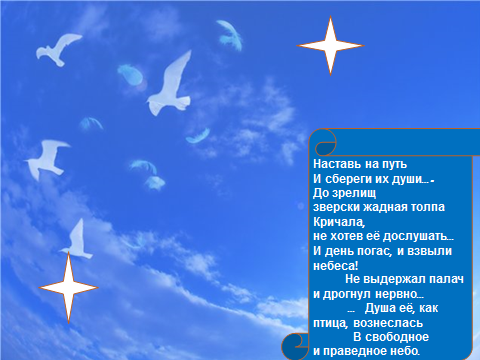 Наставь на путь
И сбереги их души...-
До зрелищ
зверски жадная толпа
Кричала,
не хотев её дослушать...
И день погас, и взвыли
небеса!
Не выдержал палач
и дрогнул нервно...
... Душа её, как
птица, вознеслась
В свободное
и праведное небо.